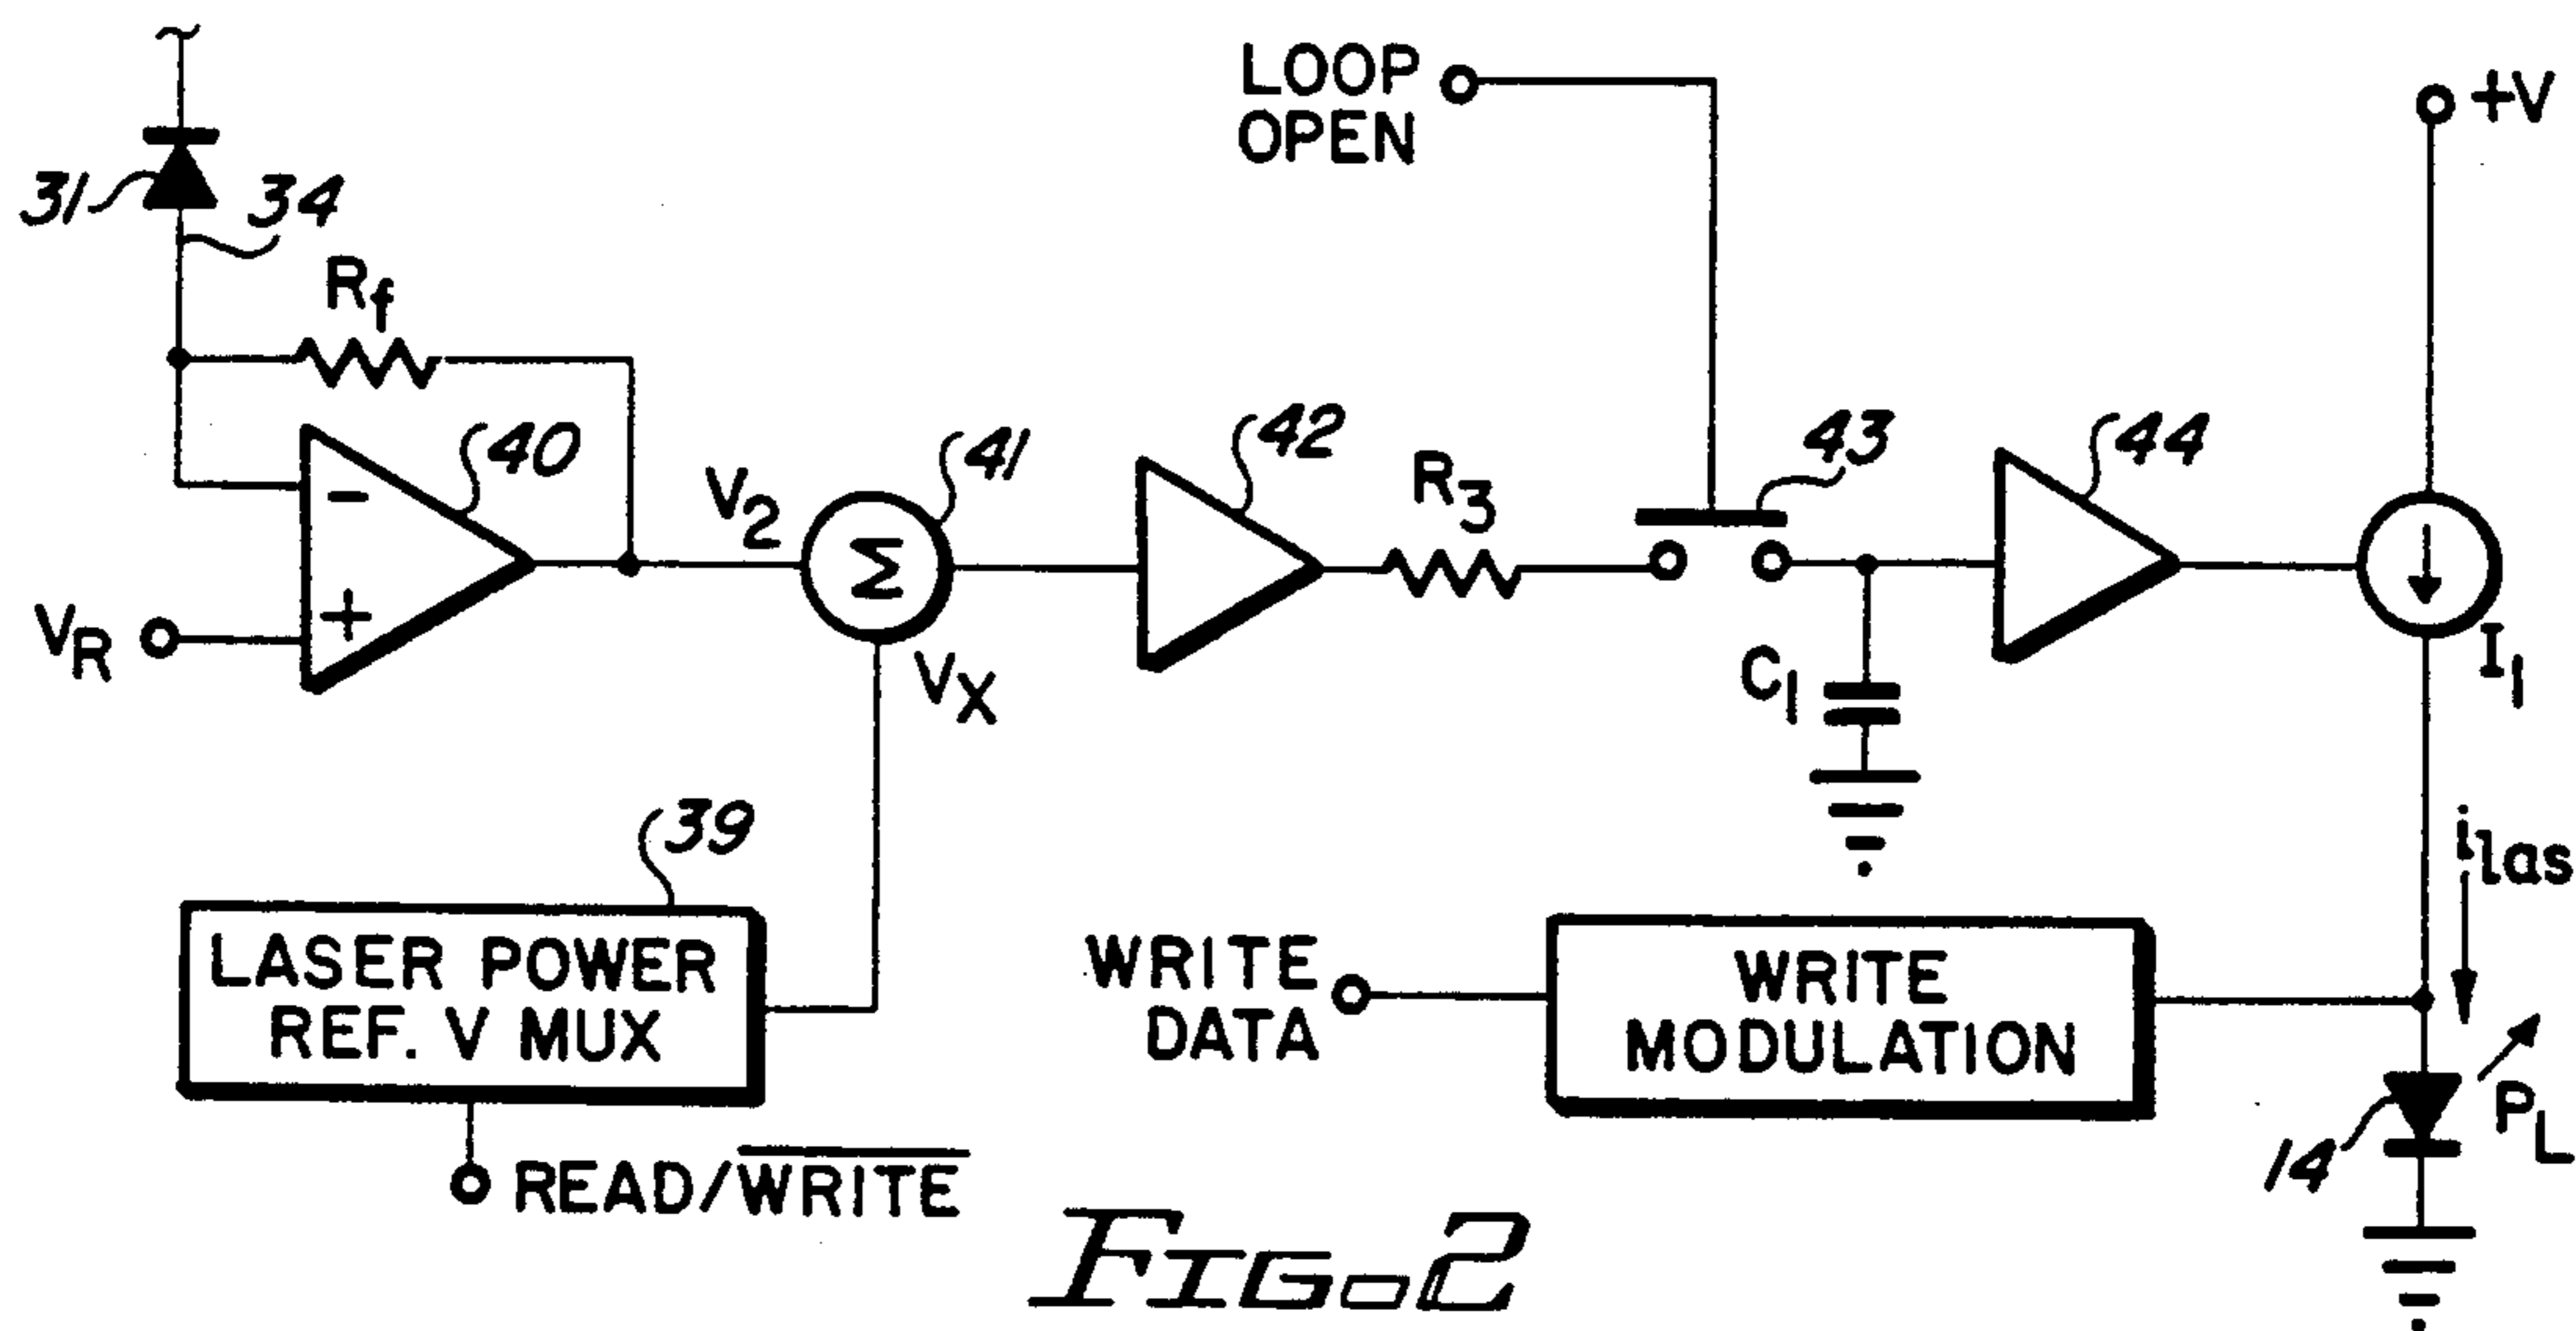 LOOP
OPEN
+V
31
34
Rf
40
V2
41
42
R3
43
44
−
+
VR
Σ
VX
C1
I1
39
ilas
LASER POWER
REF. V MUX
WRITE
DATA
WRITE
MODULATION
PL
14
READ/WRITE
FIG. 2